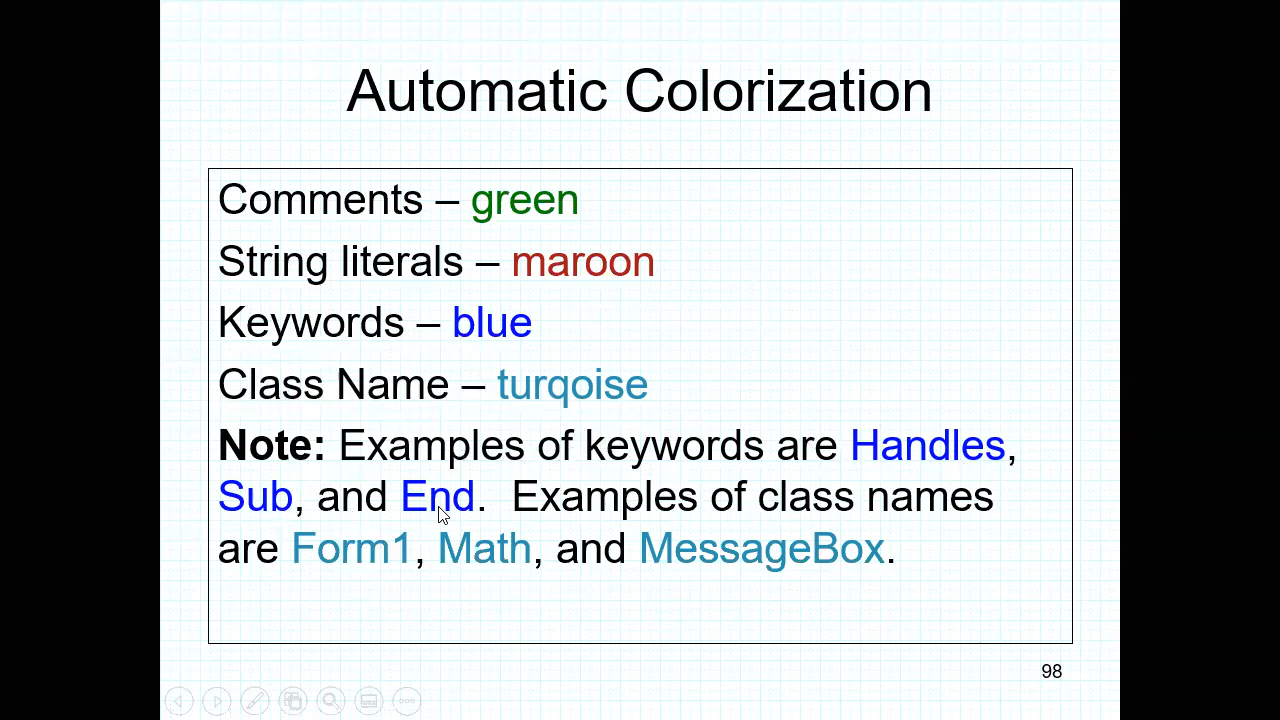 Automatic Colorization
Comments – green
String literals – maroon
Keywords – blue
Class Name – turqoise
Note: Examples of keywords are Handles,
Sub, and End.  Examples of class names
are Form1, Math, and MessageBox.
98